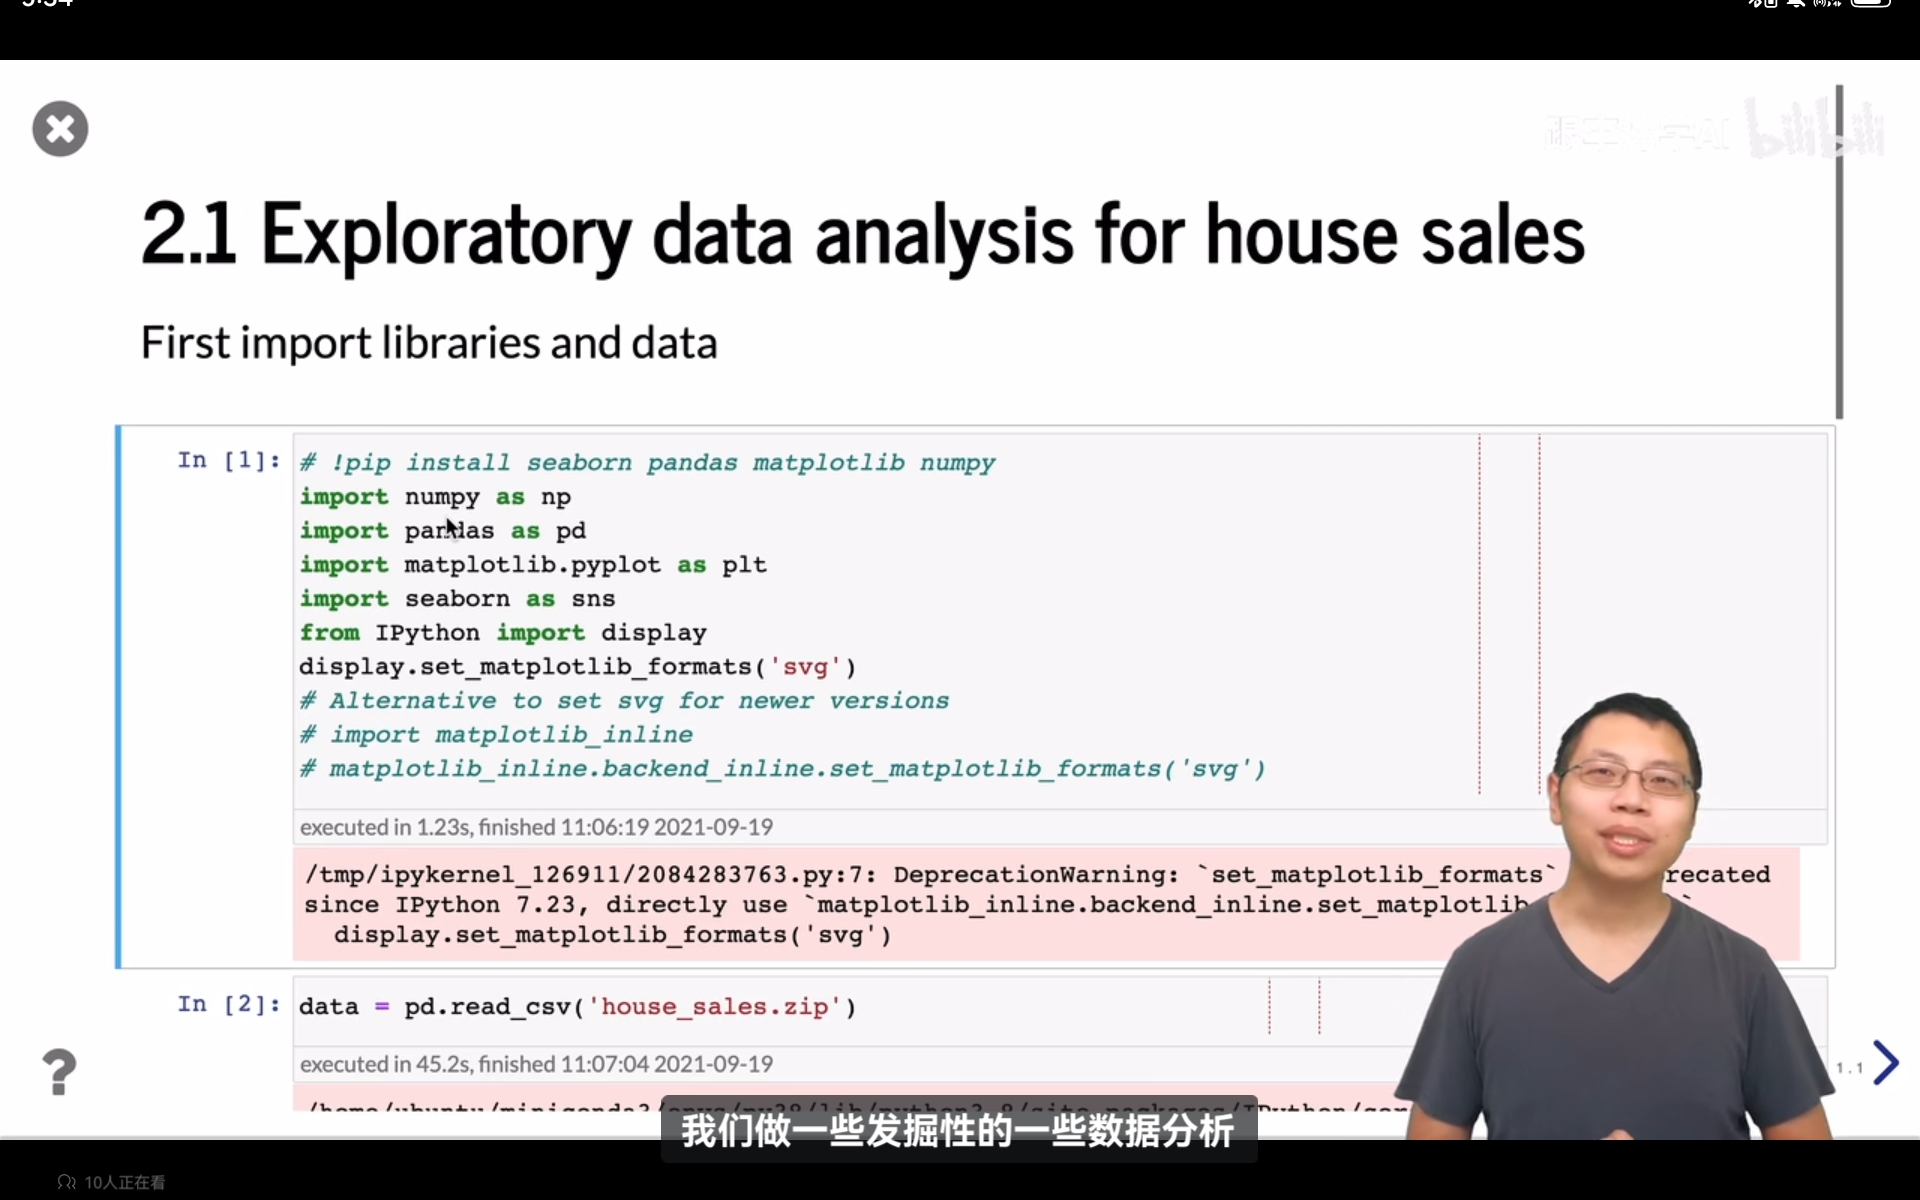 bilibili
2.1 Exploratory data analysis for house sales
First import libraries and data
In [1]:
# !pip install seaborn pandas matplotlib numpy
import numpy as np
import pandas as pd
import matplotlib.pyplot as plt
import seaborn as sns
from IPython import display
display.set_matplotlib_formats('svg')
# Alternative to set svg for newer versions
# import matplotlib_inline
# matplotlib_inline.backend_inline.set_matplotlib_formats('svg')
executed in 1.23s, finished 11:06:19 2021-09-19
/tmp/ipykernel_126911/2084283763.py:7: DeprecationWarning: `set_matplotlib_formats` recated
since IPython 7.23, directly use `matplotlib_inline.backend_inline.set_matplotlib `
display.set_matplotlib_formats('svg')
In [2]:
data = pd.read_csv('house_sales.zip')
executed in 45.2s, finished 11:07:04 2021-09-19
?
1.1
我们做一些发掘性的一些数据分析
10人正在看